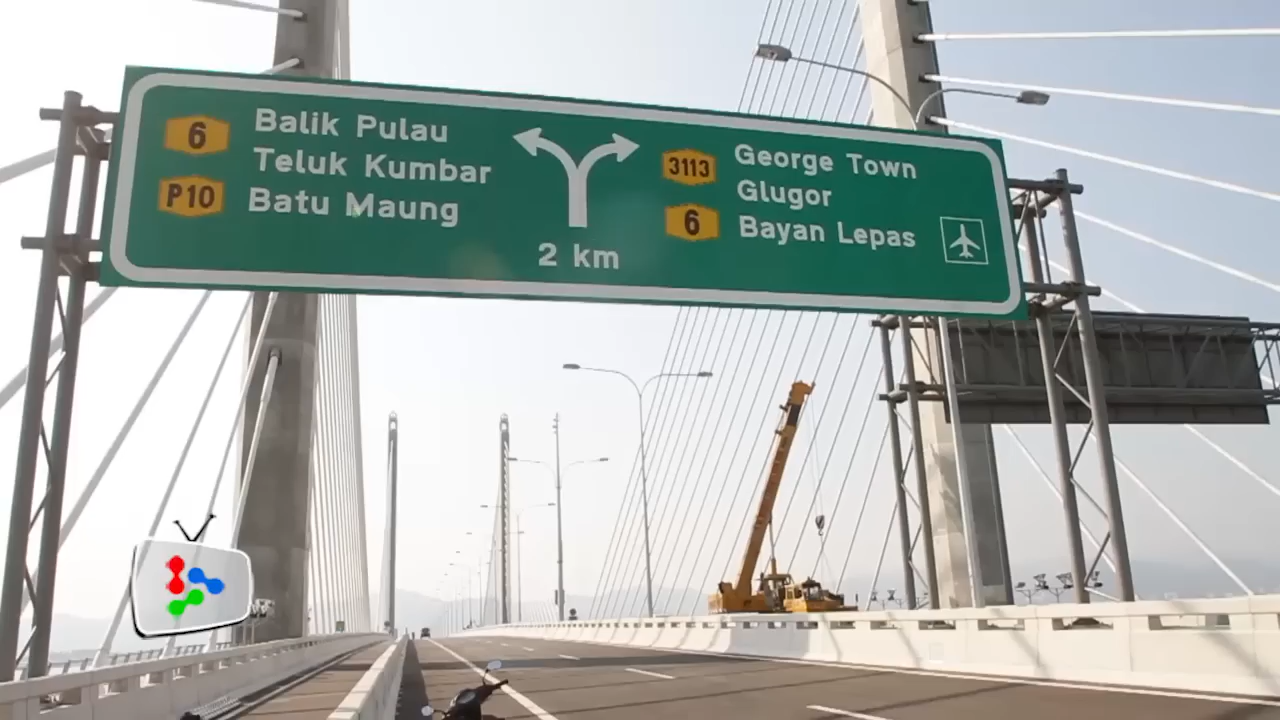 6
Balik Pulau
Teluk Kumbar
P10
Batu Maung
2 km
3113
George Town
Glugor
6
Bayan Lepas